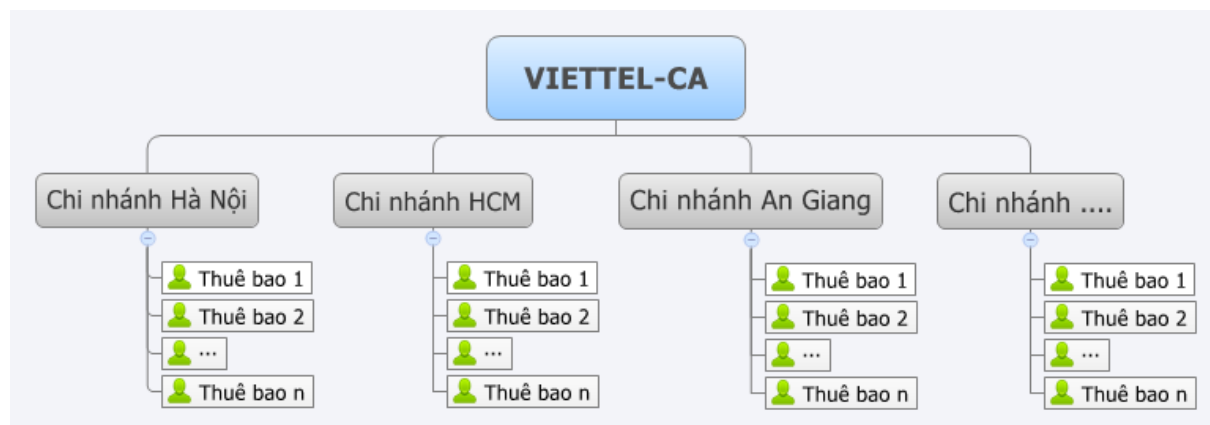 VIETTEL-CA
Chi nhánh Hà Nội
Chi nhánh HCM
Chi nhánh An Giang
Chi nhánh ....
Thuê bao 1
Thuê bao 2
...
Thuê bao n
Thuê bao 1
Thuê bao 2
...
Thuê bao n
Thuê bao 1
Thuê bao 2
...
Thuê bao n
Thuê bao 1
Thuê bao 2
...
Thuê bao n